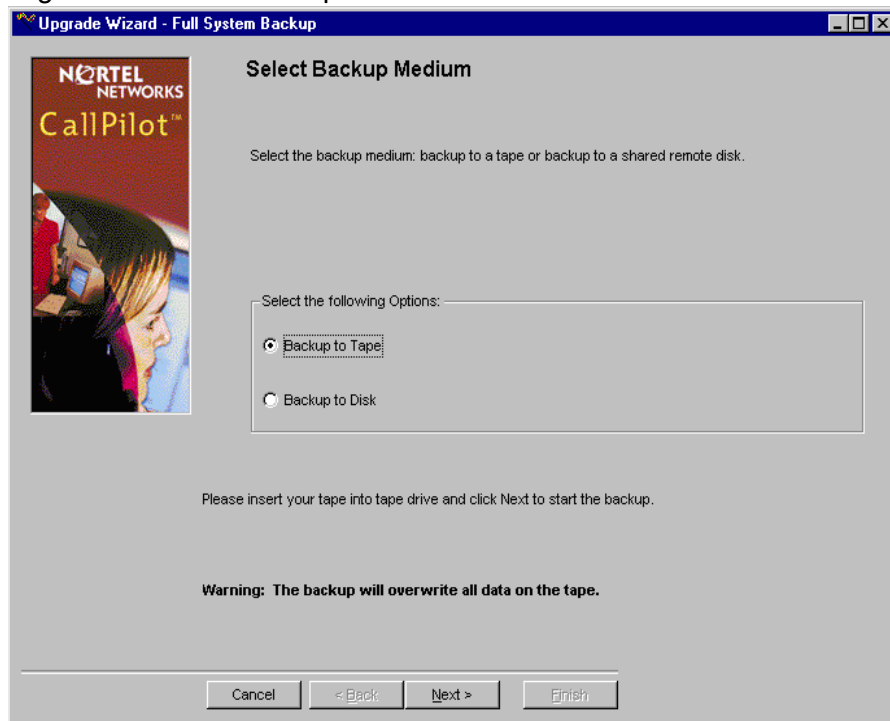 Upgrade Wizard - Full System Backup
NORTEL
NETWORKS
CallPilot™
Select Backup Medium
Select the backup medium: backup to a tape or backup to a shared remote disk.
Select the following Options:
Backup to Tape
Backup to Disk
Please insert your tape into tape drive and click Next to start the backup.
Warning: The backup will overwrite all data on the tape.
Cancel
< Back
Next >
Finish